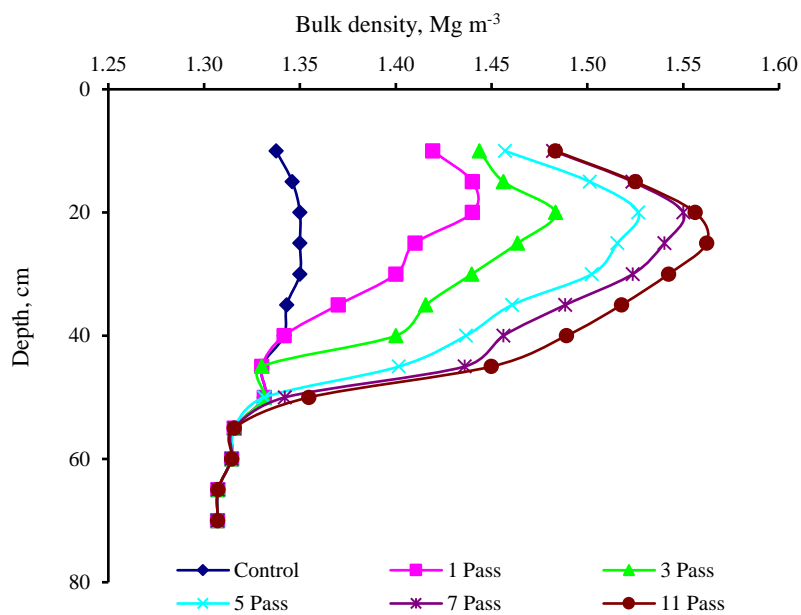 Bulk density, Mg m-3
1.25 1.30 1.35 1.40 1.45 1.50 1.55 1.60
0
20
40
60
80
Depth, cm
Control 1 Pass 3 Pass
5 Pass 7 Pass 11 Pass